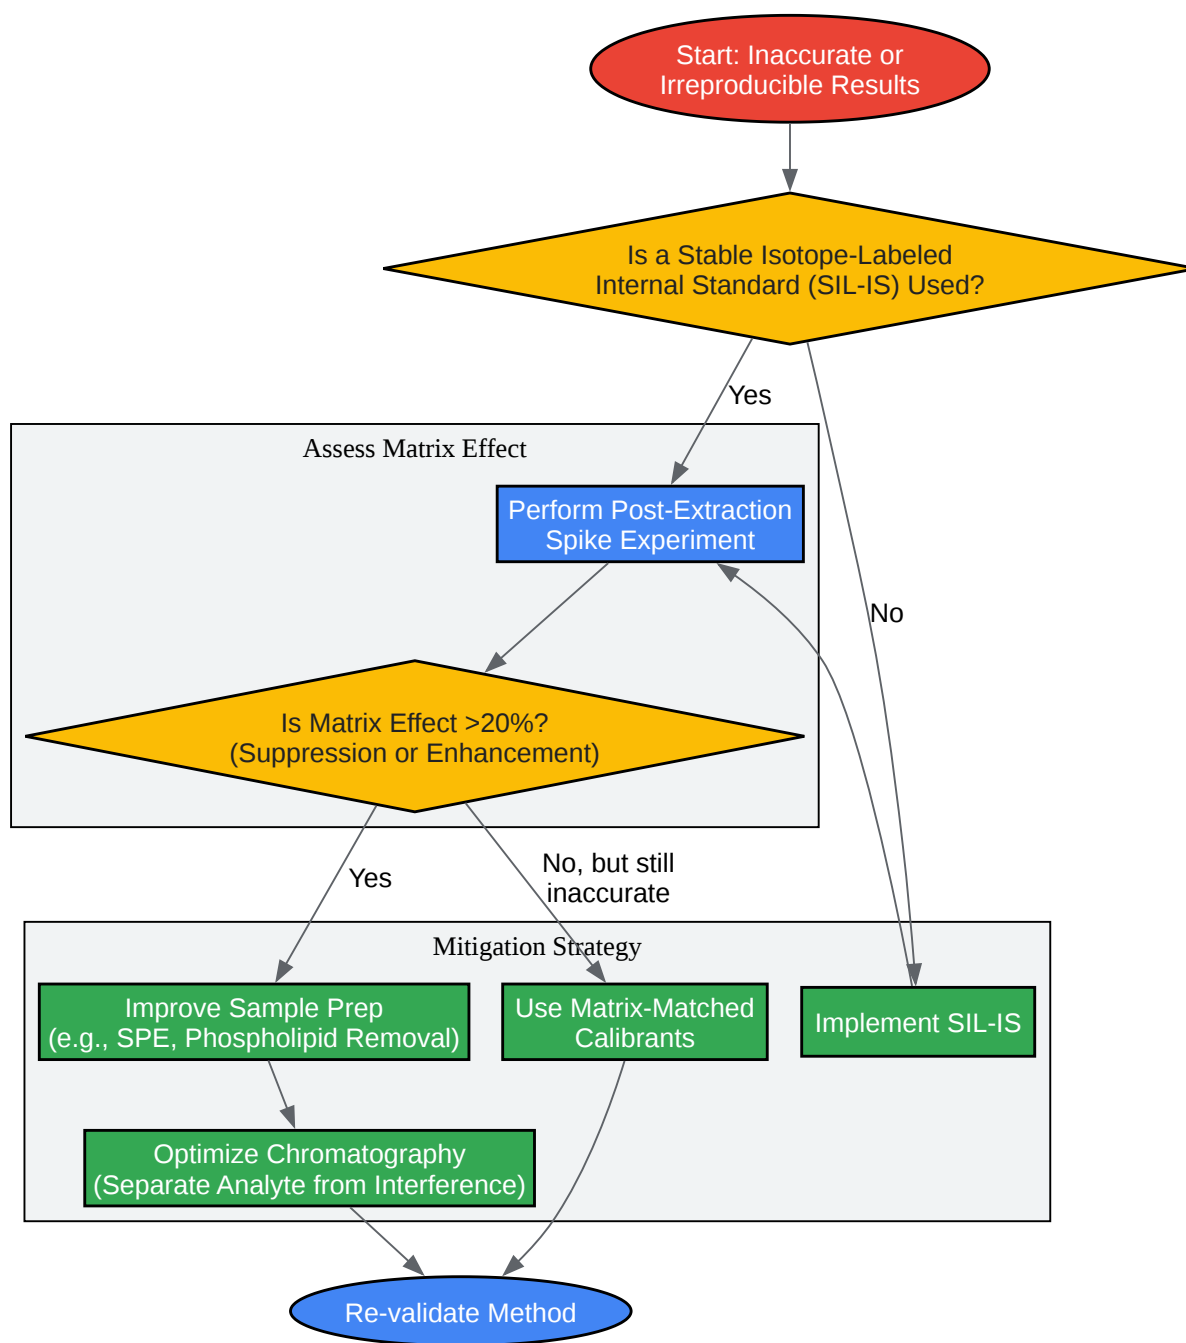 Start: Inaccurate or
Irreproducible Results
Is a Stable Isotope-Labeled
Internal Standard (SIL-IS) Used?
Yes
Assess Matrix Effect
Perform Post-Extraction
Spike Experiment
No
Is Matrix Effect >20%?
(Suppression or Enhancement)
Yes
No, but still
inaccurate
Mitigation Strategy
Improve Sample Prep
(e.g., SPE, Phospholipid Removal)
Use Matrix-Matched
Calibrants
Implement SIL-IS
Optimize Chromatography
(Separate Analyte from Interference)
Re-validate Method